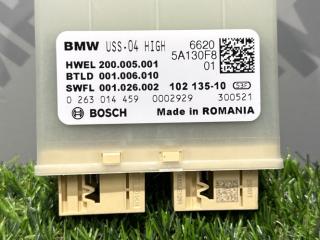 BMW USS-04 HIGH 6620
5A130F8
HWEL 200.005.001 01
BTLD 001.006.010
SWFL 001.026.002 102 135-10
0 263 014 459 0002929 300521
BOSCH Made in ROMANIA